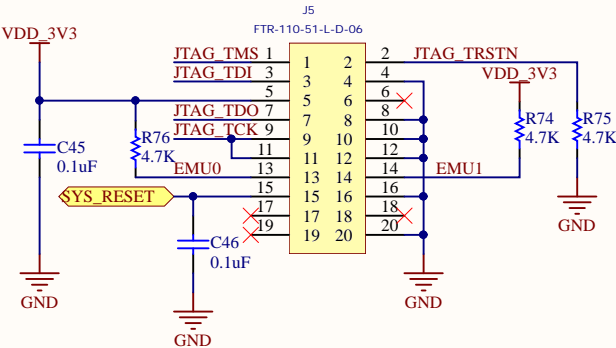 J5
FTR-110-51-L-D-06
VDD_3V3
JTAG_TMS 1 1 2 2 JTAG_TRSTN
JTAG_TDI 3 3 4 4 VDD_3V3
5 5 6 6
JTAG_TDO 7 7 8 8
JTAG_TCK 9 9 10 10
11 11 12 12
EMU0 13 13 14 14 EMU1
SYS_RESET 15 15 16 16
17 17 18 18
19 19 20 20
C45
0.1uF
R76
4.7K
R74
4.7K
R75
4.7K
C46
0.1uF
GND
GND
GND
GND